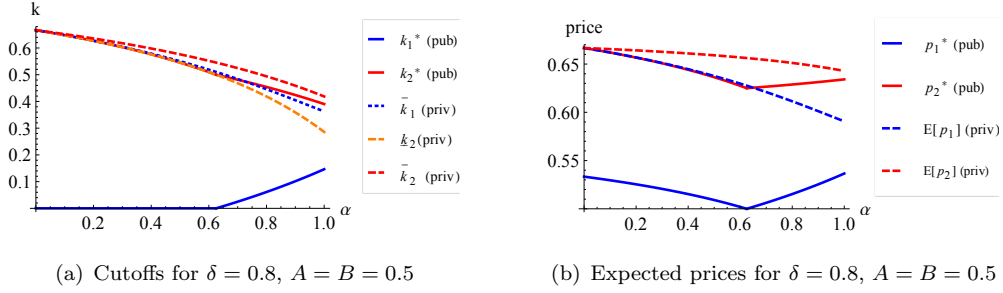 k
0.6
0.5
0.4
0.3
0.2
0.1
0.2 0.4 0.6 0.8 1.0 α
k₁* (pub)
k₂* (pub)
k̄₁ (priv)
k̲₂ (priv)
k̄₂ (priv)
price
0.65
0.60
0.55
0.2 0.4 0.6 0.8 1.0 α
p₁* (pub)
p₂* (pub)
E[p₁] (priv)
E[p₂] (priv)
(a) Cutoffs for δ = 0.8, A = B = 0.5
(b) Expected prices for δ = 0.8, A = B = 0.5